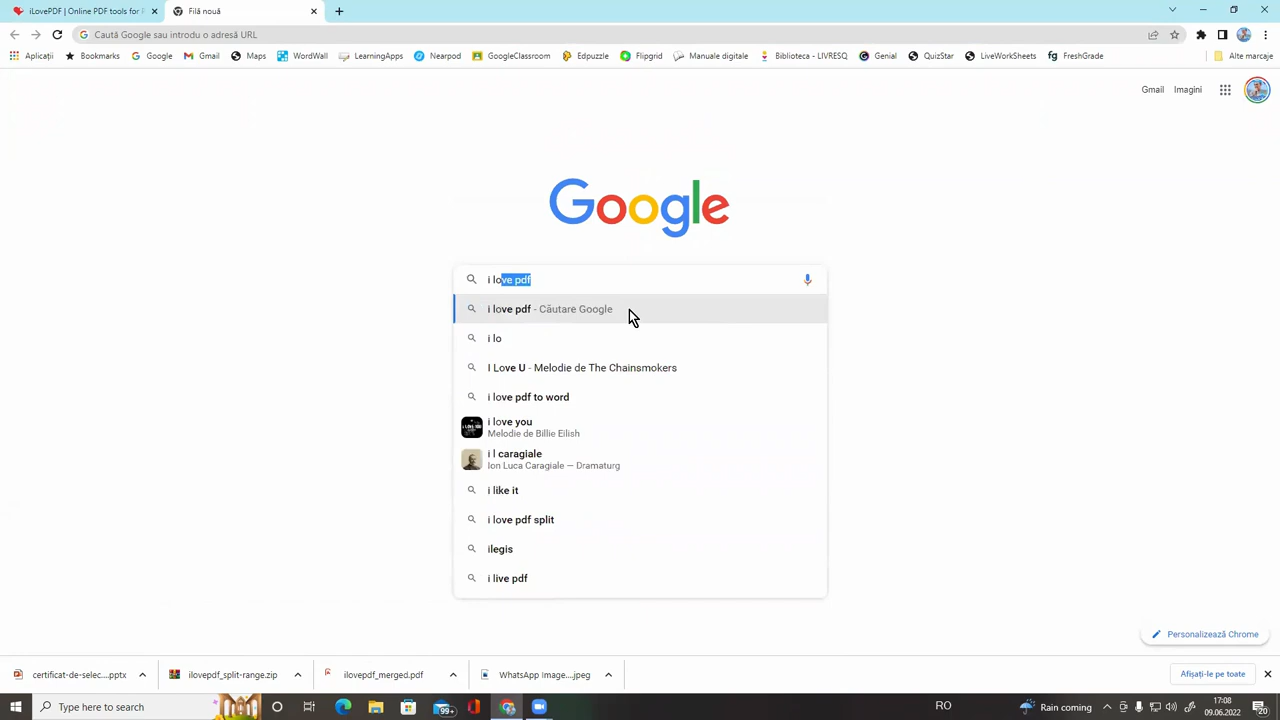 iLovePDF | Online PDF tools for P
Filă nouă
Caută Google sau introdu o adresă URL
Aplicații Bookmarks Google Gmail Maps WordWall LearningApps Nearpod GoogleClassroom Edpuzzle Flipgrid Manuale digitale Biblioteca - LIVRESQ Genial QuizStar LiveWorkSheets FreshGrade Alte marcaje
Gmail Imagini
Google
i love pdf
i love pdf - Căutare Google
i lo
I Love U - Melodie de The Chainsmokers
i love pdf to word
i love you
Melodie de Billie Eilish
i l caragiale
Ion Luca Caragiale — Dramaturg
i like it
i love pdf split
ilegis
i live pdf
Personalizează Chrome
certificat-de-selec....pptx ilovepdf_split-range.zip ilovepdf_merged.pdf WhatsApp Image....jpeg Afișați-le pe toate
Type here to search 99+ RO Rain coming 17:08
09.06.2022 20